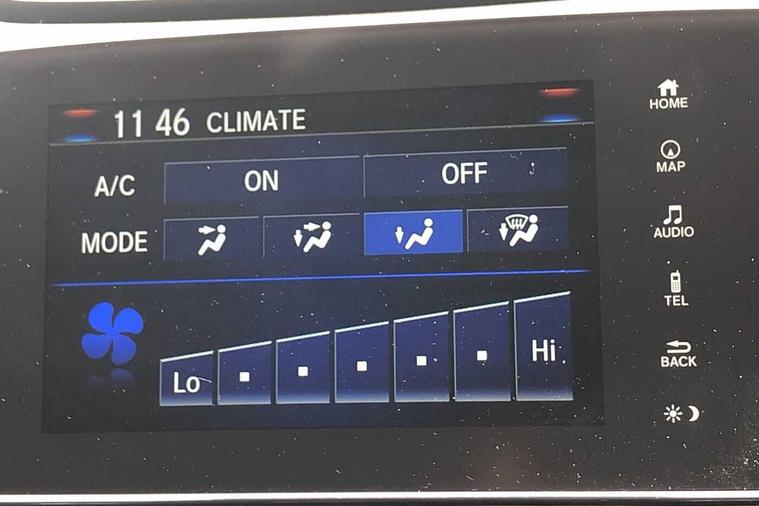 11 46 CLIMATE
A/C ON OFF
MODE
Lo Hi
HOME
MAP
AUDIO
TEL
BACK